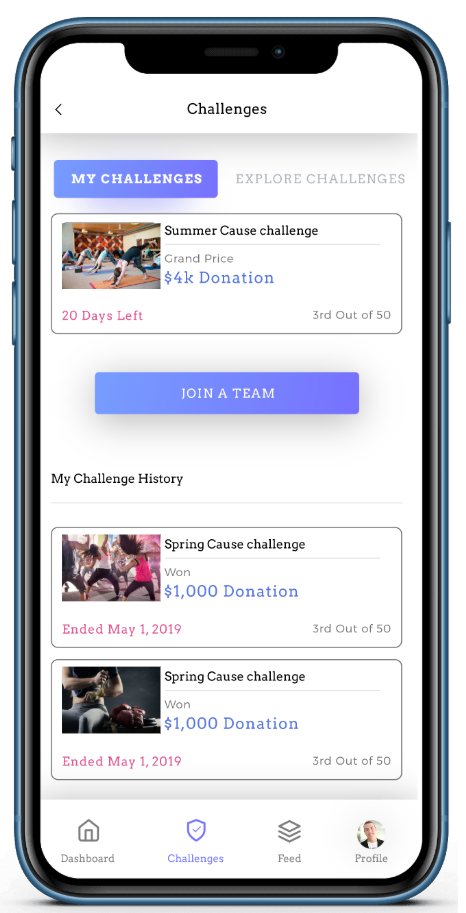 Challenges
MY CHALLENGES
EXPLORE CHALLENGES
Summer Cause challenge
Grand Price
$4k Donation
20 Days Left
3rd Out of 50
JOIN A TEAM
My Challenge History
Spring Cause challenge
Won
$1,000 Donation
Ended May 1, 2019
3rd Out of 50
Spring Cause challenge
Won
$1,000 Donation
Ended May 1, 2019
3rd Out of 50
Dashboard
Challenges
Feed
Profile